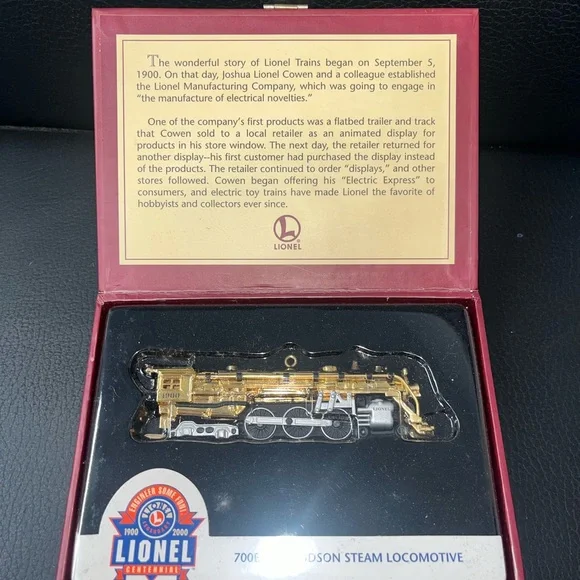 The wonderful story of Lionel Trains began on September 5,
1900. On that day, Joshua Lionel Cowen and a colleague established
the Lionel Manufacturing Company, which was going to engage in
“the manufacture of electrical novelties.”
One of the company's first products was a flatbed trailer and track
that Cowen sold to a local retailer as an animated display for
products in his store window. The next day, the retailer returned for
another display--his first customer had purchased the display instead
of the products. The retailer continued to order “displays,” and other
stores followed. Cowen began offering his “Electric Express” to
consumers, and electric toy trains have made Lionel the favorite of
hobbyists and collectors ever since.
L
LIONEL
LIONEL
ENGINEER SOME FUN!
L
1900 2000
LIONEL
CENTENNIAL
700E
STEAM LOCOMOTIVE